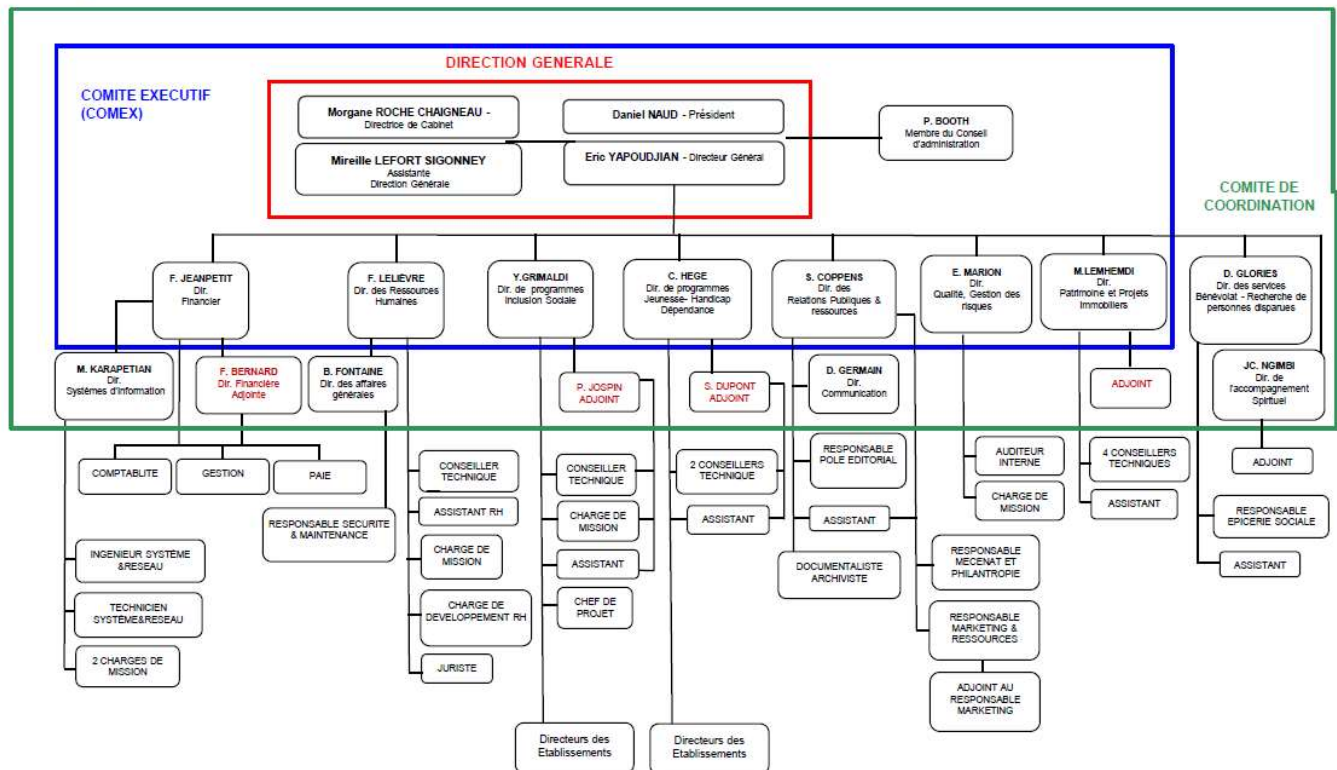 DIRECTION GENERALE
COMITE EXECUTIF
(COMEX)
Morgane ROCHE CHAIGNEAU -
Directrice de Cabinet
Daniel NAUD - Président
P. BOOTH
Membre du Conseil
d'administration
Mireille LEFORT SIGONNEY
Assistante
Direction Générale
Eric YAPOUDJIAN - Directeur Général
COMITE DE
COORDINATION
F. JEANPETIT
Dir.
Financier
F. LELIÈVRE
Dir. des Ressources
Humaines
Y.GRIMALDI
Dir. de programmes
Inclusion Sociale
C. HEGE
Dir. de programmes
Jeunesse- Handicap
Dépendance
S. COPPENS
Dir. des
Relations Publiques &
ressources
E. MARION
Dir.
Qualité, Gestion des
risques
M.LEMHEMDI
Dir.
Patrimoine et Projets
Immobiliers
D. GLORIES
Dir. des services
Bénévolat - Recherche de
personnes disparues
M. KARAPETIAN
Dir.
Systèmes d'information
F. BERNARD
Dir. Financière
Adjointe
B. FONTAINE
Dir. des affaires
générales
P. JOSPIN
ADJOINT
S. DUPONT
ADJOINT
D. GERMAIN
Dir.
Communication
ADJOINT
JC. NGIMBI
Dir. de
l'accompagnement
Spirituel
COMPTABLITE
GESTION
PAIE
CONSEILLER
TECHNIQUE
CONSEILLER
TECHNIQUE
2 CONSEILLERS
TECHNIQUE
RESPONSABLE
POLE EDITORIAL
AUDITEUR
INTERNE
4 CONSEILLERS
TECHNIQUES
ADJOINT
RESPONSABLE SECURITE
& MAINTENANCE
ASSISTANT RH
CHARGE DE
MISSION
ASSISTANT
ASSISTANT
CHARGE DE
MISSION
ASSISTANT
RESPONSABLE
EPICERIE SOCIALE
INGENIEUR SYSTÈME
&RESEAU
CHARGE DE
MISSION
ASSISTANT
DOCUMENTALISTE
ARCHIVISTE
RESPONSABLE
MECENAT ET
PHILANTROPIE
ASSISTANT
TECHNICIEN
SYSTÈME&RESEAU
CHARGE DE
DEVELOPPEMENT RH
CHEF DE
PROJET
RESPONSABLE
MARKETING &
RESSOURCES
2 CHARGES DE
MISSION
JURISTE
ADJOINT AU
RESPONSABLE
MARKETING
Directeurs des
Etablissements
Directeurs des
Etablissements